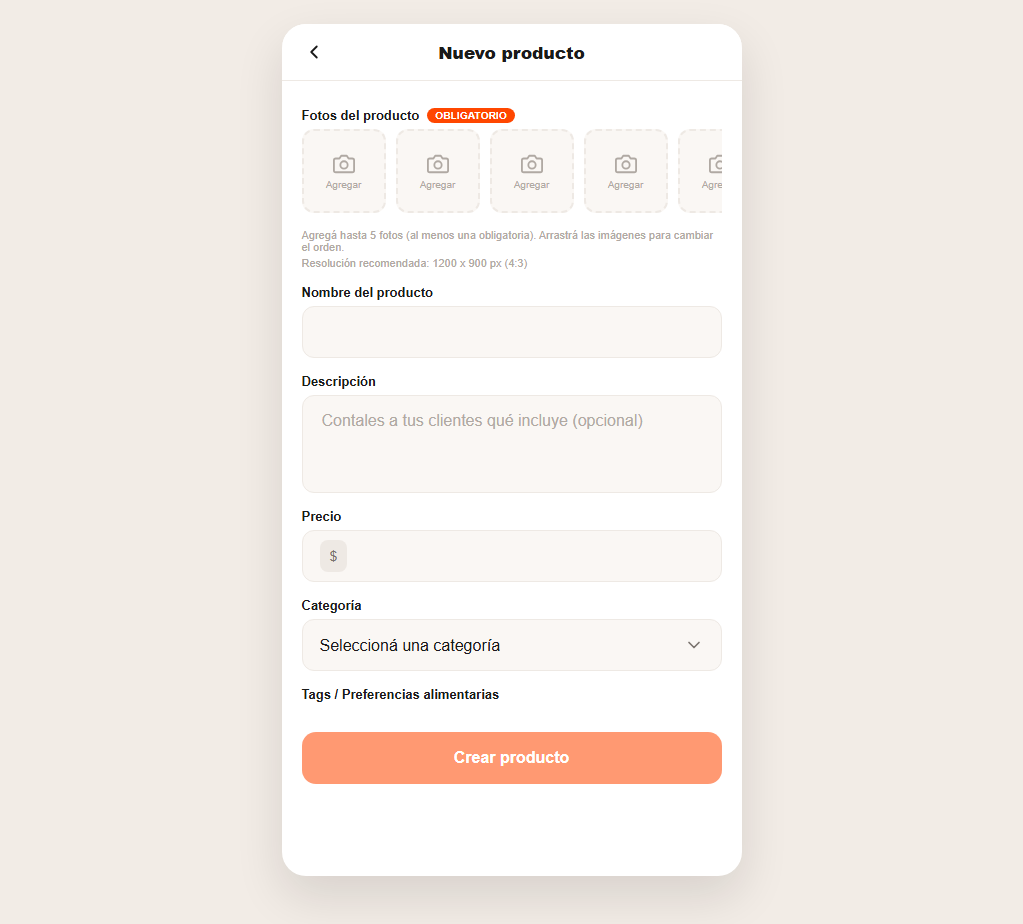 Nuevo producto
Fotos del producto OBLIGATORIO
Agregar Agregar Agregar Agregar Agre
Agregá hasta 5 fotos (al menos una obligatoria). Arrastrá las imágenes para cambiar
el orden.
Resolución recomendada: 1200 x 900 px (4:3)
Nombre del producto
Descripción
Contales a tus clientes qué incluye (opcional)
Precio
$
Categoría
Seleccioná una categoría
Tags / Preferencias alimentarias
Crear producto